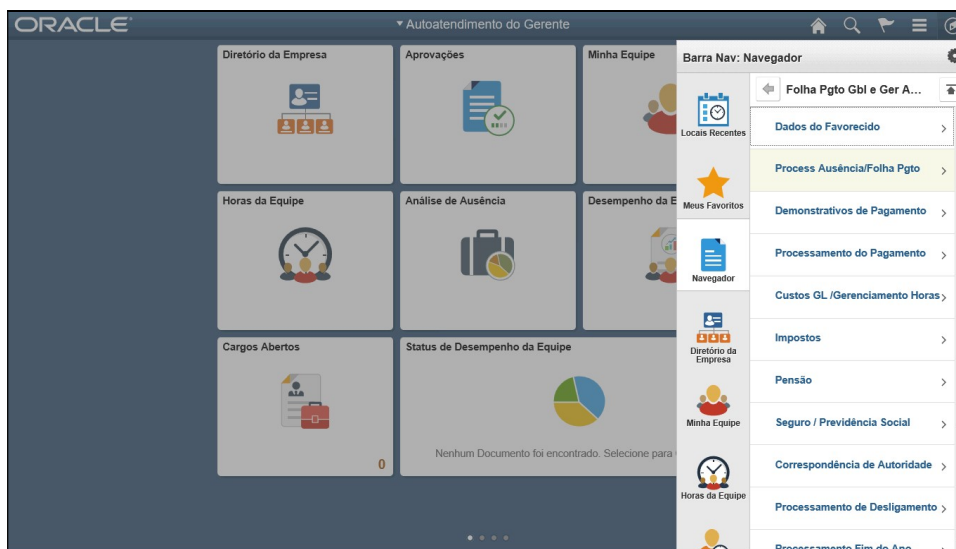 ORACLE
Autoatendimento do Gerente
Diretório da Empresa
Aprovações
Minha Equipe
Horas da Equipe
Análise de Ausência
Desempenho da E
Cargos Abertos
0
Status de Desempenho da Equipe
Nenhum Documento foi encontrado. Selecione para
Barra Nav: Navegador
Locais Recentes
Meus Favoritos
Navegador
Diretório da
Empresa
Minha Equipe
Horas da Equipe
Folha Pgto Gbl e Ger A...
Dados do Favorecido
Process Ausência/Folha Pgto
Demonstrativos de Pagamento
Processamento do Pagamento
Custos GL /Gerenciamento Horas
Impostos
Pensão
Seguro / Previdência Social
Correspondência de Autoridade
Processamento de Desligamento
Processamento Fim do Ano